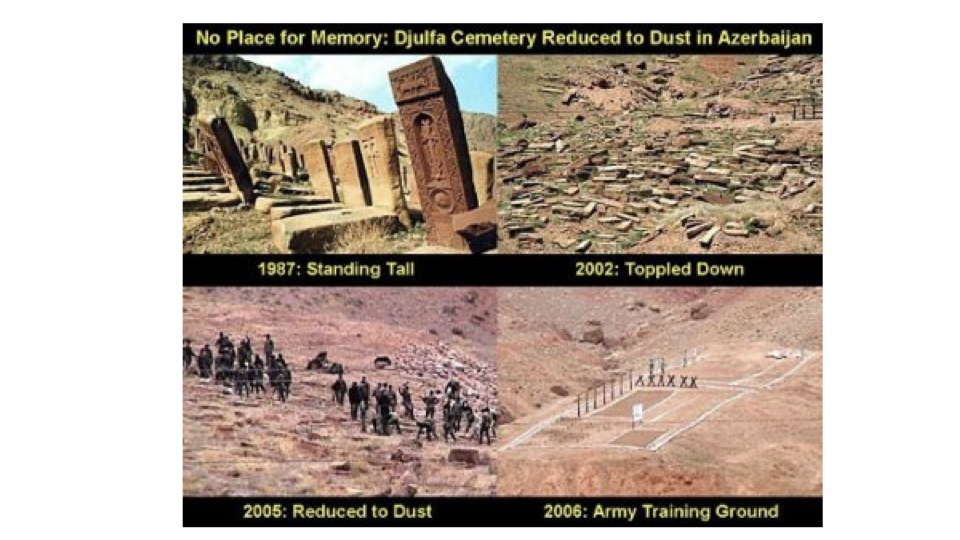 No Place for Memory: Djulfa Cemetery Reduced to Dust in Azerbaijan
1987: Standing Tall
2002: Toppled Down
2005: Reduced to Dust
2006: Army Training Ground